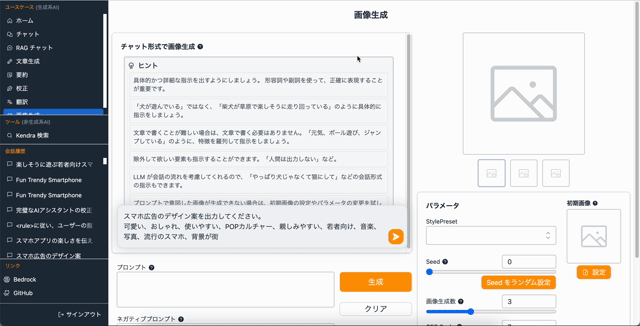 ユースケース (生成系AI)
ホーム
チャット
RAG チャット
文章生成
要約
校正
翻訳
画像生成
ツール (非生成系AI)
Kendra 検索
会話履歴
楽しそうに遊ぶ若者向けスマ
Fun Trendy Smartphone
Fun Trendy Smartphone
完璧なAIアシスタントの校正
<rule>に従い、ユーザーの指
スマホアプリの楽しさを伝え
スマホ広告のデザイン案
リンク
Bedrock
GitHub
サインアウト
画像生成
チャット形式で画像生成
ヒント
具体的かつ詳細な指示を出すようにしましょう。 形容詞や副詞を使って、正確に表現すること
が重要です。
「犬が遊んでいる」ではなく、「柴犬が草原で楽しそうに走り回っている」のように具体的に
指示をしましょう。
文章で書くことが難しい場合は、文章で書く必要はありません。「元気、ボール遊び、ジャン
プしている」のように、特徴を羅列して指示をしましょう。
除外して欲しい要素も指示することができます。「人間は出力しない」など。
LLM が会話の流れを考慮してくれるので、「やっぱり犬じゃなくて猫にして」などの会話形式
の指示もできます。
プロンプトで意図した画像が生成できない場合は、初期画像の設定やパラメータの変更を試し
スマホ広告のデザイン案を出力してください。
可愛い、おしゃれ、使いやすい、POPカルチャー、親しみやすい、若者向け、音楽、
写真、流行のスマホ、背景が街
プロンプト
生成
クリア
ネガティブプロンプト
パラメータ
StylePreset
初期画像
Seed
0
Seed をランダム設定
設定
画像生成数
3